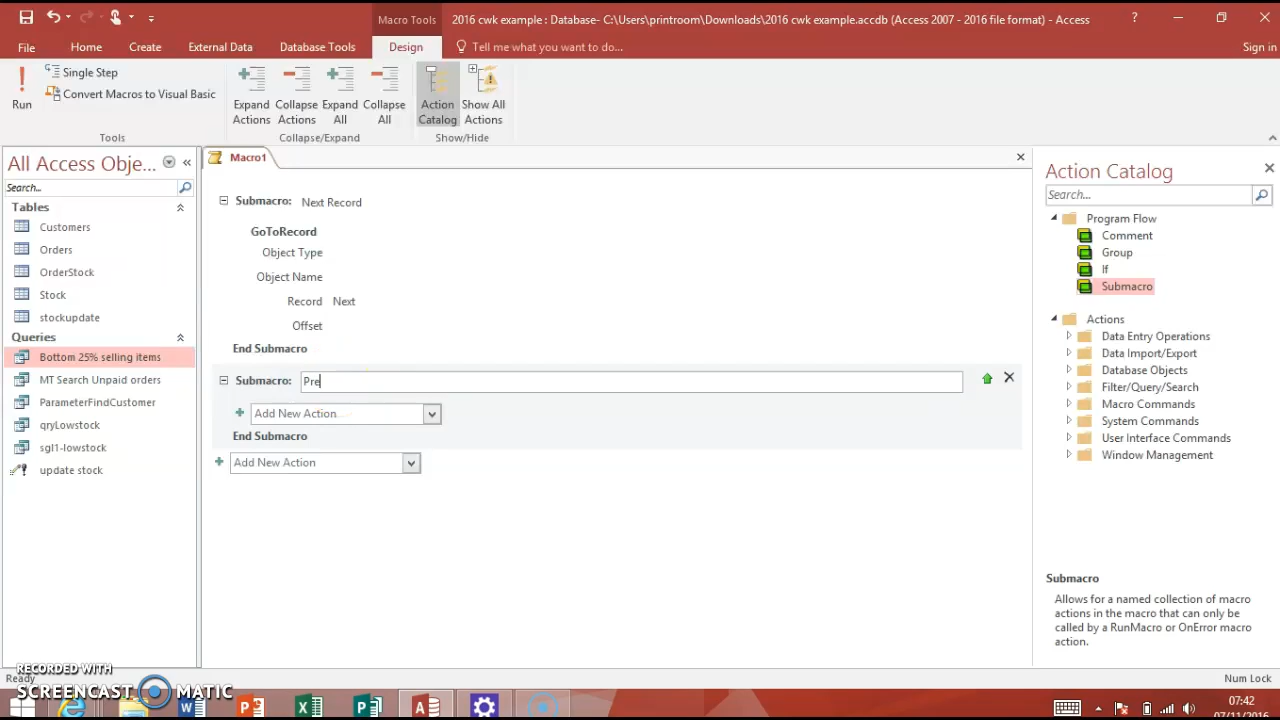 Macro Tools
2016 cwk example : Database- C:\Users\printroom\Downloads\2016 cwk example.accdb (Access 2007 - 2016 file format) - Access
File
Home
Create
External Data
Database Tools
Design
Tell me what you want to do...
Sign in
Run
Single Step
Convert Macros to Visual Basic
Tools
Expand Actions
Collapse Actions
Expand All
Collapse All
Collapse/Expand
Action Catalog
Show All Actions
Show/Hide
All Access Obje...
Search...
Tables
Customers
Orders
OrderStock
Stock
stockupdate
Queries
Bottom 25% selling items
MT Search Unpaid orders
ParameterFindCustomer
qryLowstock
sgl1-lowstock
update stock
Macro1
Submacro: Next Record
GoToRecord
Object Type
Object Name
Record Next
Offset
End Submacro
Submacro: Pre
Add New Action
End Submacro
Add New Action
Action Catalog
Search...
Program Flow
Comment
Group
If
Submacro
Actions
Data Entry Operations
Data Import/Export
Database Objects
Filter/Query/Search
Macro Commands
System Commands
User Interface Commands
Window Management
Submacro
Allows for a named collection of macro
actions in the macro that can only be
called by a RunMacro or OnError macro
action.
Ready
Num Lock
RECORDED WITH
SCREENCAST MATIC
07:42
07/11/2016